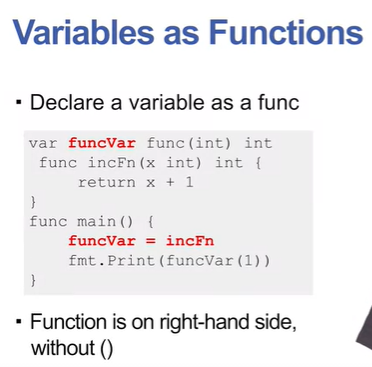 Variables as Functions
▪ Declare a variable as a func
var funcVar func(int) int
func incFn(x int) int {
return x + 1
}
func main() {
funcVar = incFn
fmt.Print(funcVar(1))
}
▪ Function is on right-hand side,
without ()